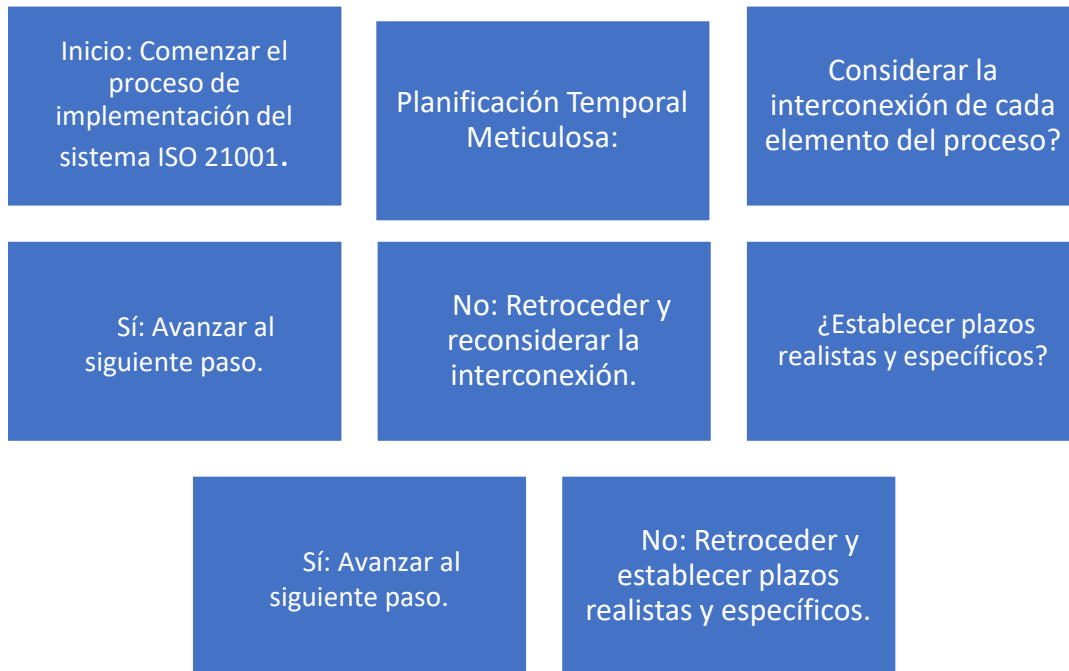 Inicio: Comenzar el
proceso de
implementación del
sistema ISO 21001.
Planificación Temporal
Meticulosa:
Considerar la
interconexión de cada
elemento del proceso?
Sí: Avanzar al
siguiente paso.
No: Retroceder y
reconsiderar la
interconexión.
¿Establecer plazos
realistas y específicos?
Sí: Avanzar al
siguiente paso.
No: Retroceder y
establecer plazos
realistas y específicos.